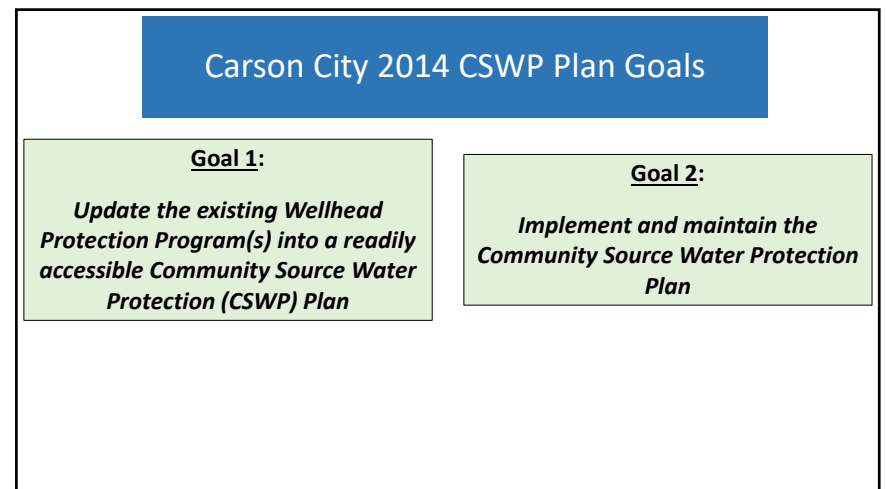 Carson City 2014 CSWP Plan Goals
Goal 1:
Update the existing Wellhead
Protection Program(s) into a readily
accessible Community Source Water
Protection (CSWP) Plan
Goal 2:
Implement and maintain the
Community Source Water Protection
Plan